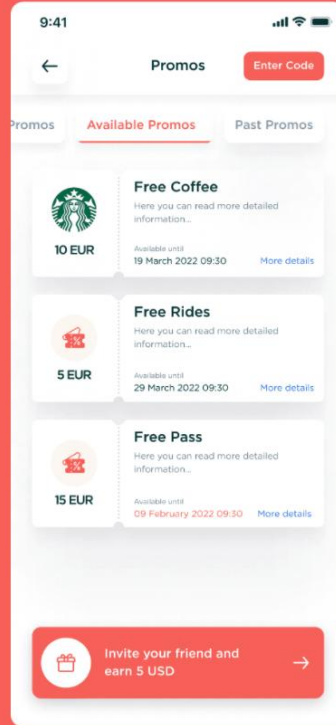 9:41
Promos
Enter Code
Promos
Available Promos
Past Promos
Free Coffee
Here you can read more detailed
information...
10 EUR
Available until
19 March 2022 09:30
More details
Free Rides
Here you can read more detailed
information...
5 EUR
Available until
29 March 2022 09:30
More details
Free Pass
Here you can read more detailed
information...
15 EUR
Available until
09 February 2022 09:30
More details
Invite your friend and
earn 5 USD